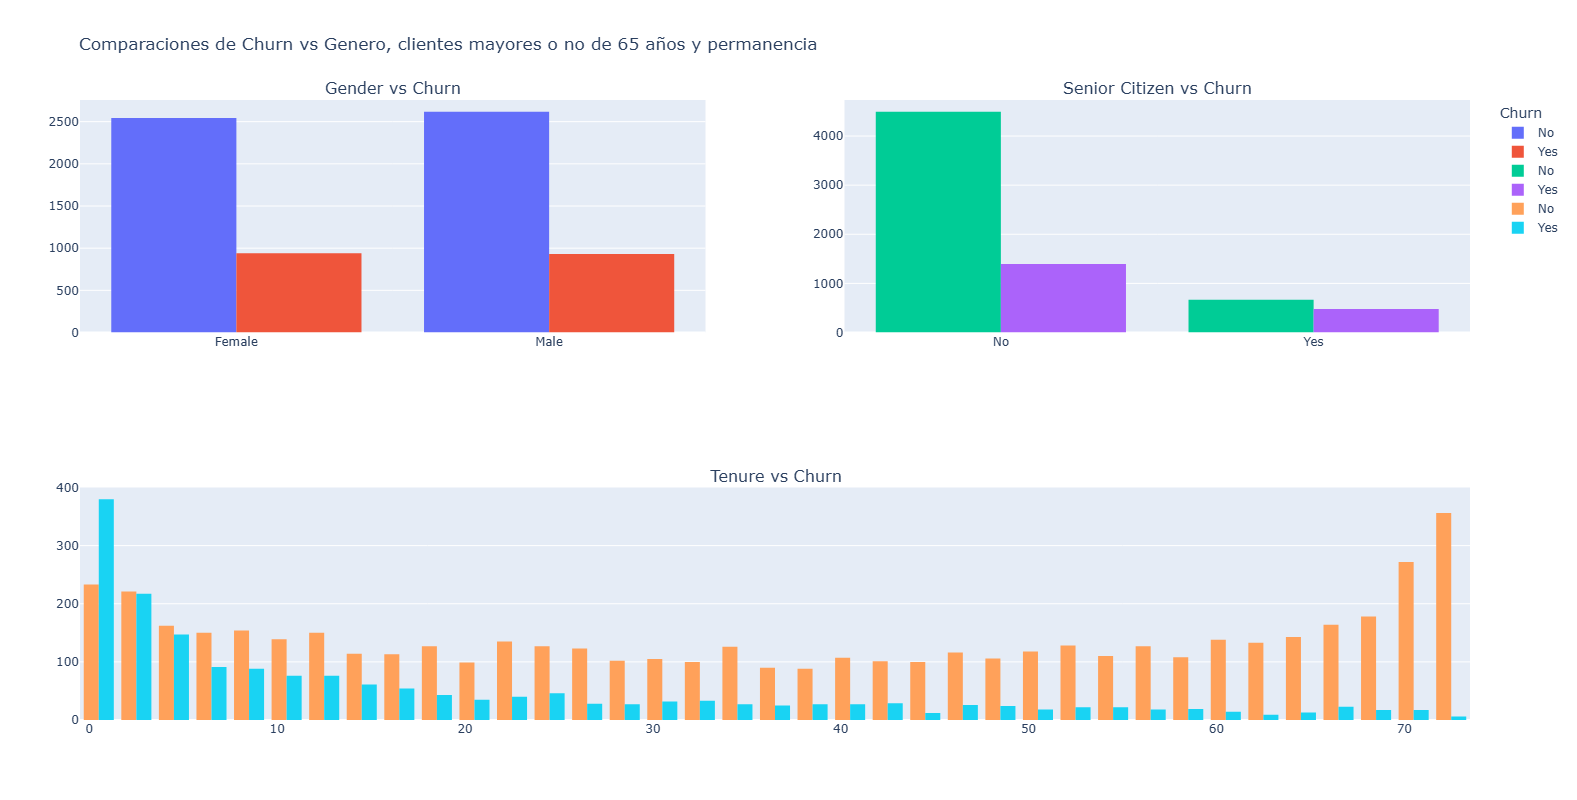 Comparaciones de Churn vs Genero, clientes mayores o no de 65 años y permanencia
Gender vs Churn
2500
2000
1500
1000
500
0
Female Male
Senior Citizen vs Churn
4000
3000
2000
1000
0
No Yes
Churn
No
Yes
No
Yes
No
Yes
Tenure vs Churn
400
300
200
100
0
0 10 20 30 40 50 60 70